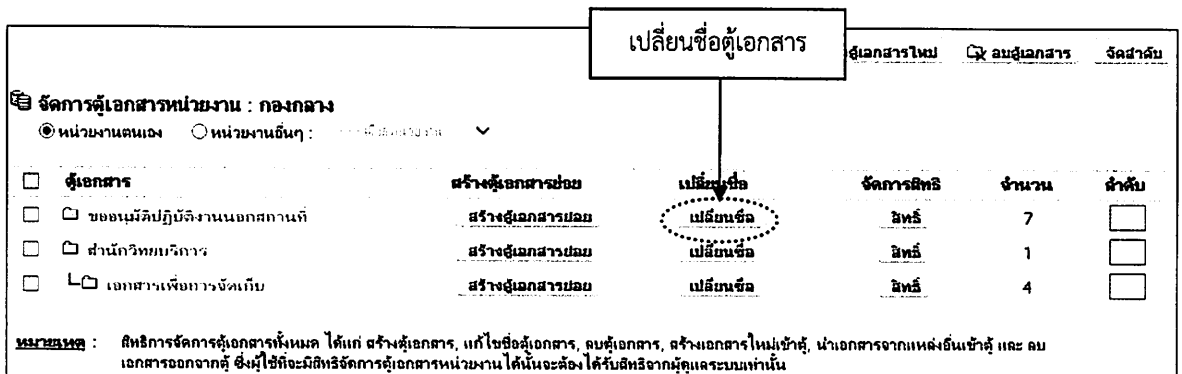 เปลี่ยนชื่อตู้เอกสาร
ตู้เอกสารใหม่ ลบตู้เอกสาร จัดลำดับ
จัดการตู้เอกสารหน่วยงาน : กองกลาง
หน่วยงานตนเอง หน่วยงานอื่นๆ :
ตู้เอกสาร สร้างตู้เอกสารย่อย เปลี่ยนชื่อ จัดการสิทธิ จำนวน ลำดับ
ขออนุมัติปฏิบัติงานนอกสถานที่ สร้างตู้เอกสารย่อย เปลี่ยนชื่อ สิทธิ์ 7
สำนักวิทยบริการ สร้างตู้เอกสารย่อย เปลี่ยนชื่อ สิทธิ์ 1
เอกสารเพื่อการจัดเก็บ สร้างตู้เอกสารย่อย เปลี่ยนชื่อ สิทธิ์ 4
หมายเหตุ : สิทธิการจัดการตู้เอกสารทั้งหมด ได้แก่ สร้างตู้เอกสาร, แก้ไขชื่อตู้เอกสาร, ลบตู้เอกสาร, สร้างเอกสารใหม่เข้าตู้, นำเอกสารจากแหล่งอื่นเข้าตู้ และ ลบ
เอกสารออกจากตู้ ซึ่งผู้ใช้ที่จะมีสิทธิจัดการตู้เอกสารหน่วยงานได้นั้นจะต้องได้รับสิทธิจากผู้ดูแลระบบเท่านั้น